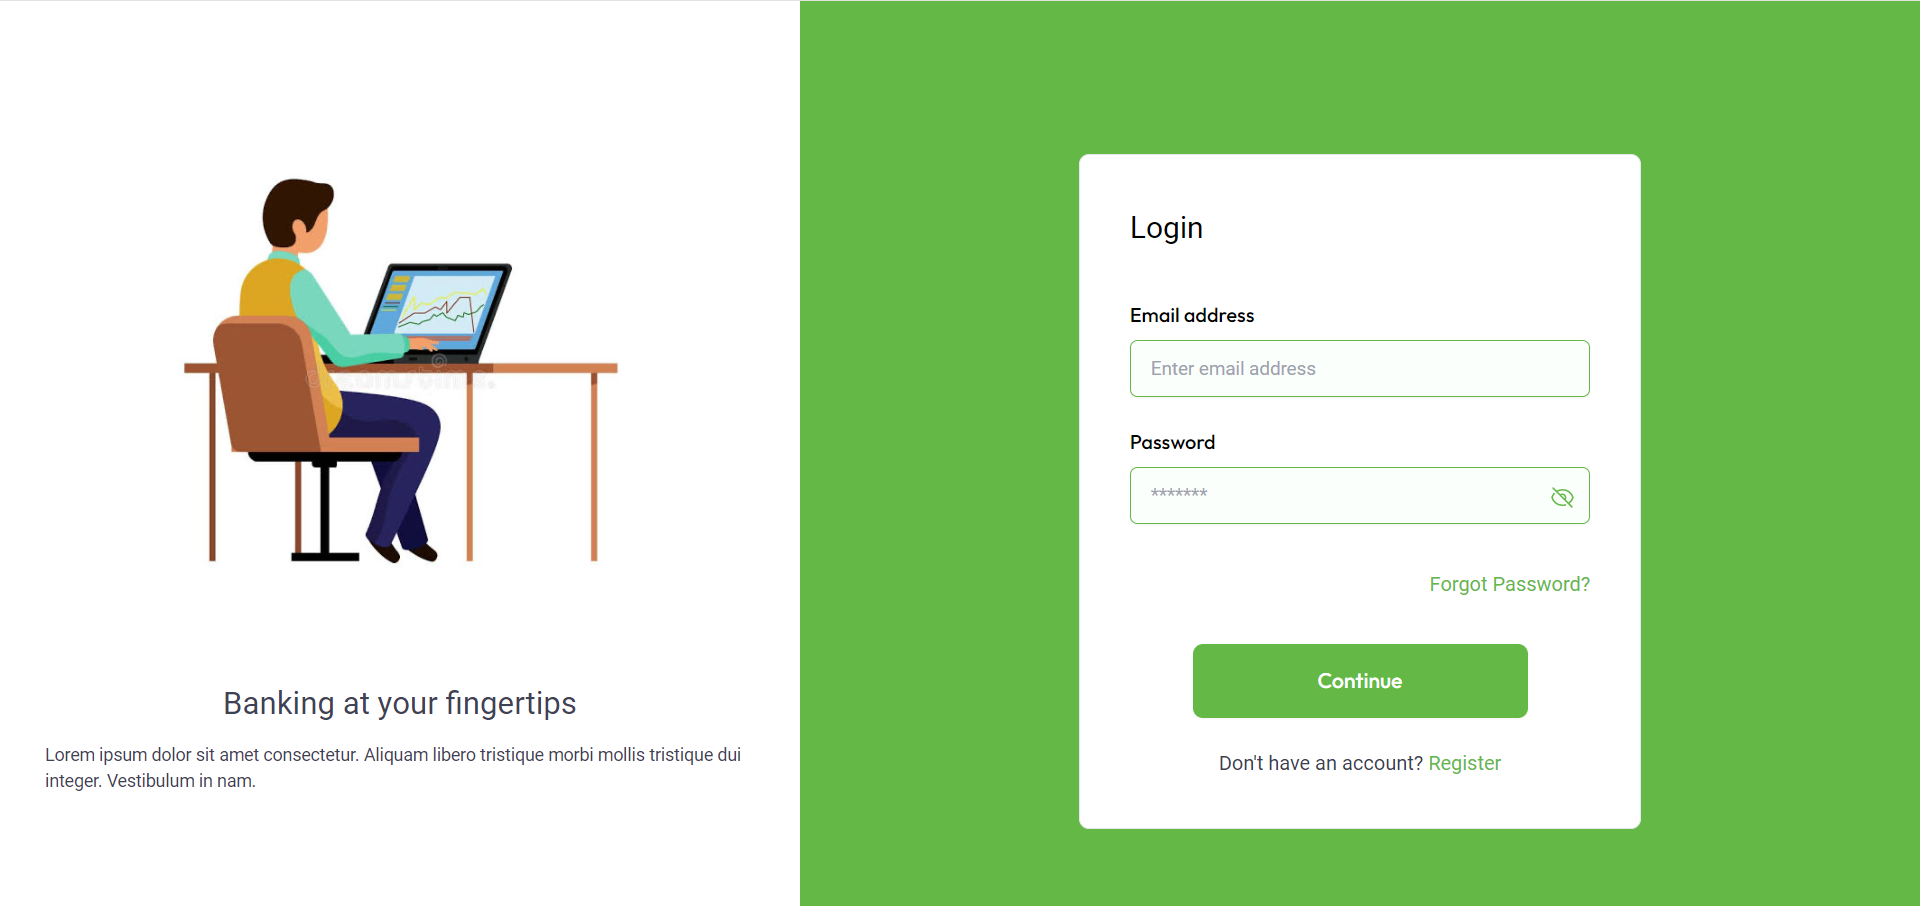 Banking at your fingertips
Lorem ipsum dolor sit amet consectetur. Aliquam libero tristique morbi mollis tristique dui
integer. Vestibulum in nam.
Login
Email address
Enter email address
Password
*******
Forgot Password?
Continue
Don't have an account? Register